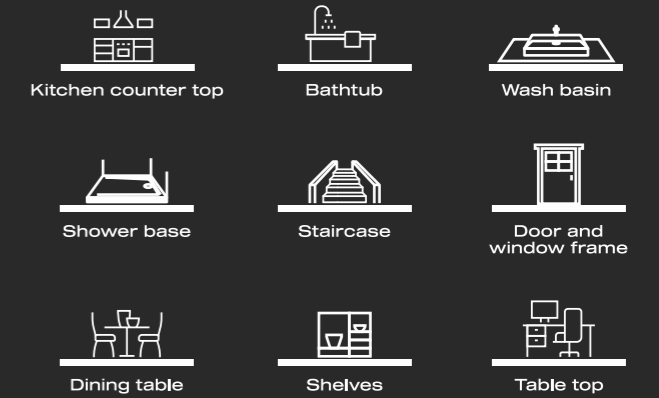 Kitchen counter top
Bathtub
Wash basin
Shower base
Staircase
Door and
window frame
Dining table
Shelves
Table top